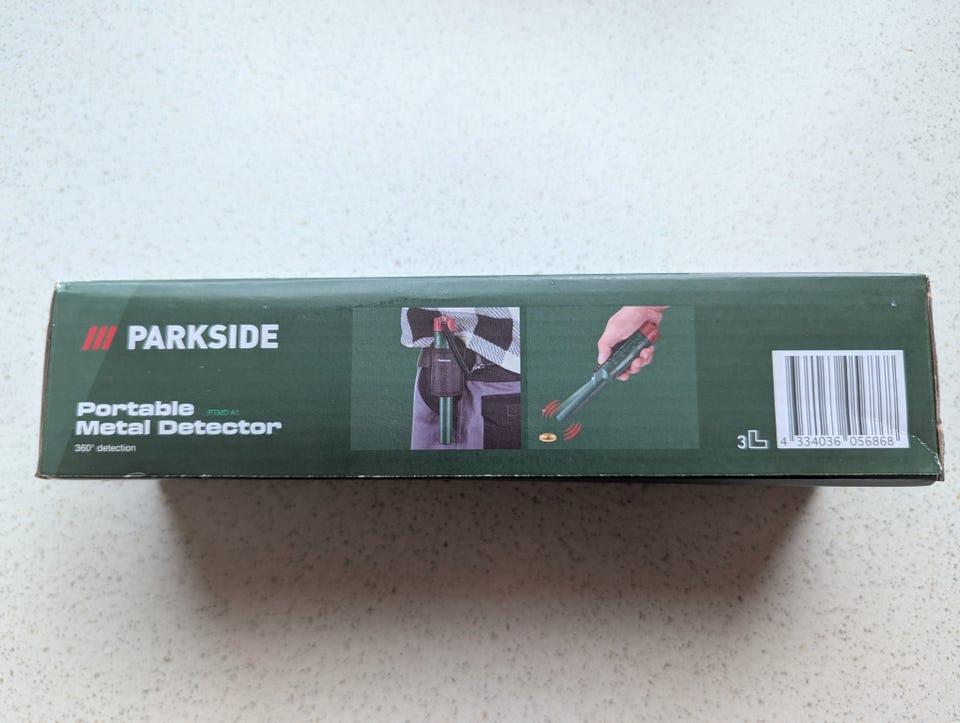 PARKSIDE
Portable PTMD A1
Metal Detector
360° detection
3
4 334036 056868